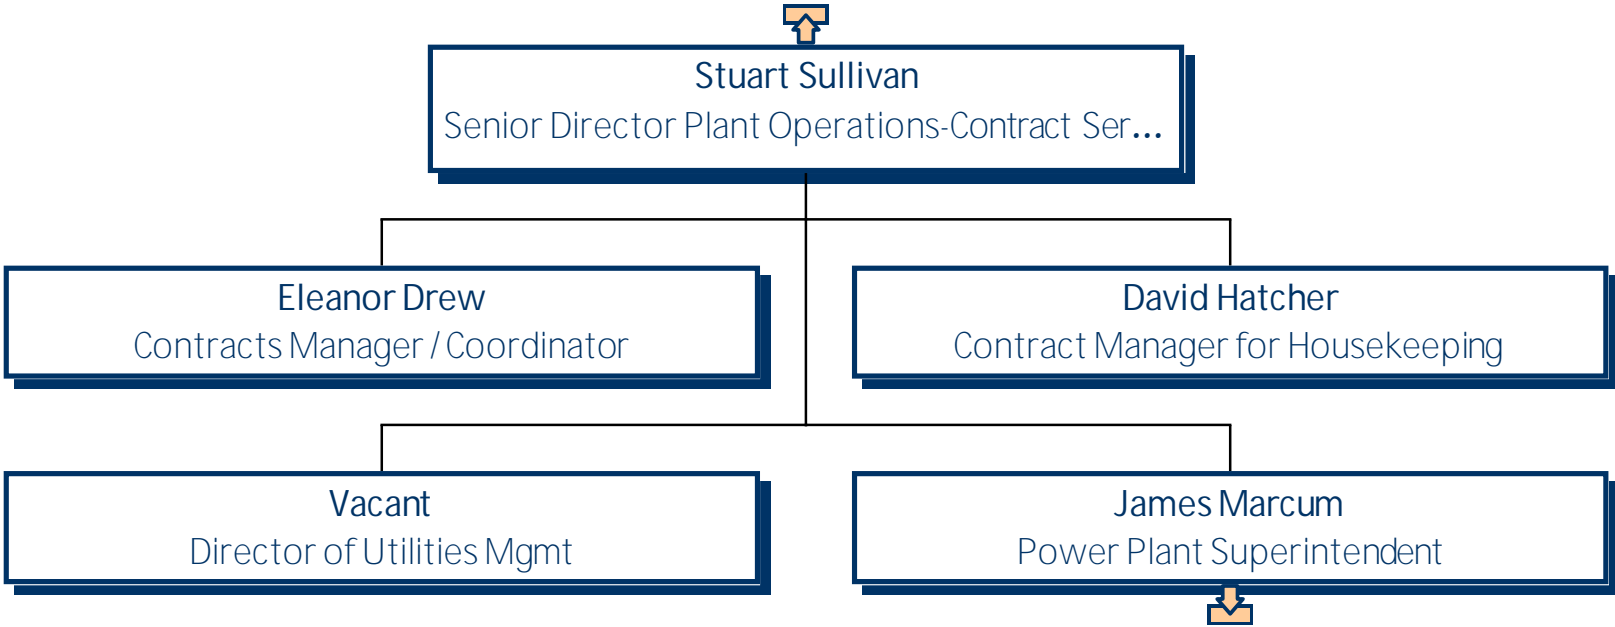 Stuart Sullivan
Senior Director Plant Operations-Contract Ser...
Eleanor Drew
Contracts Manager / Coordinator
David Hatcher
Contract Manager for Housekeeping
Vacant
Director of Utilities Mgmt
James Marcum
Power Plant Superintendent